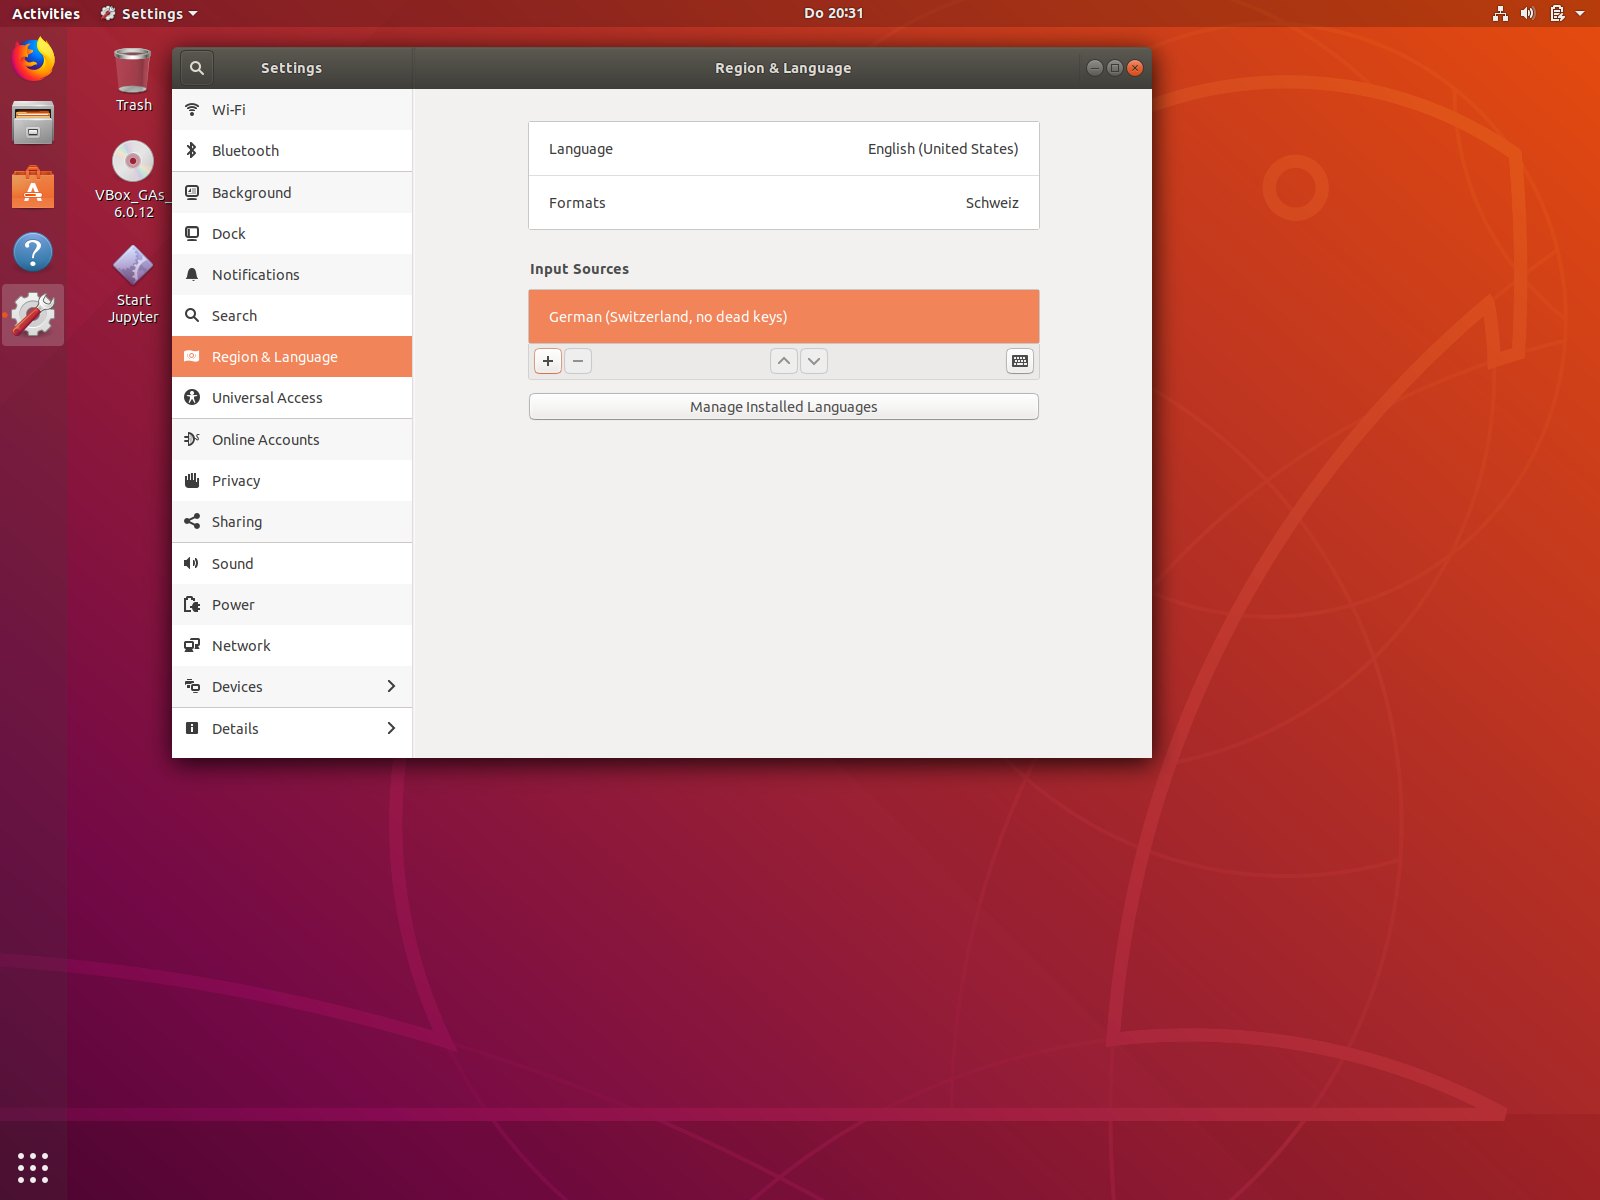 Activities
Settings
Do 20:31
Trash
VBox_GAs_
6.0.12
Start
Jupyter
Settings
Region & Language
Wi-Fi
Bluetooth
Background
Dock
Notifications
Search
Region & Language
Universal Access
Online Accounts
Privacy
Sharing
Sound
Power
Network
Devices
Details
Language English (United States)
Formats Schweiz
Input Sources
German (Switzerland, no dead keys)
Manage Installed Languages